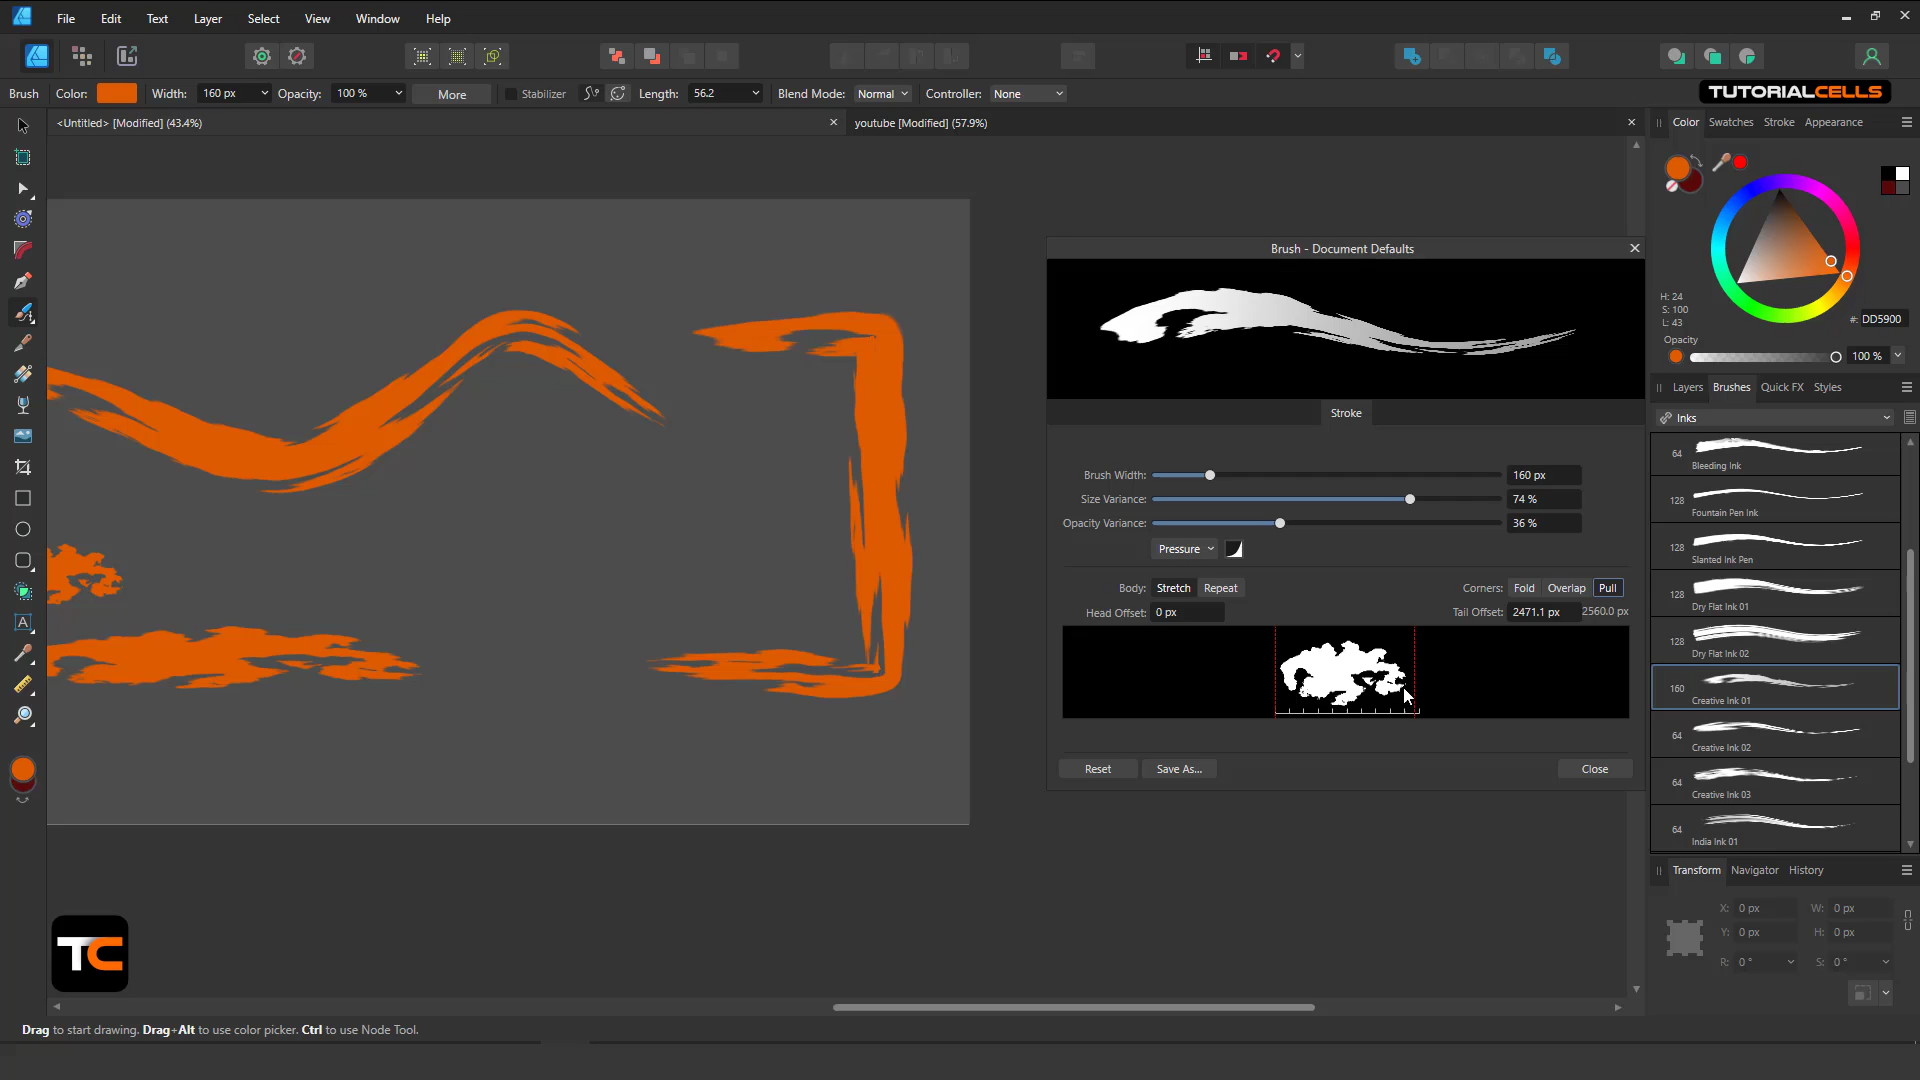 File Edit Text Layer Select View Window Help
Brush Color: Width: 160 px Opacity: 100 % More Stabilizer Length: 56.2 Blend Mode: Normal Controller: None
TUTORIALCELLS
<Untitled> [Modified] (43.4%)
youtube [Modified] (57.9%)
Color Swatches Stroke Appearance
H: 24
S: 100
L: 43
#: DD5900
Opacity
100 %
Layers Brushes Quick FX Styles
Inks
64
Bleeding Ink
128
Fountain Pen Ink
128
Slanted Ink Pen
128
Dry Flat Ink 01
128
Dry Flat Ink 02
160
Creative Ink 01
64
Creative Ink 02
64
Creative Ink 03
64
India Ink 01
Transform Navigator History
X: 0 px W: 0 px
Y: 0 px H: 0 px
R: 0 ° S: 0 °
Brush - Document Defaults
Stroke
Brush Width: 160 px
Size Variance: 74 %
Opacity Variance: 36 %
Pressure
Body: Stretch Repeat Corners: Fold Overlap Pull
Head Offset: 0 px Tail Offset: 2471.1 px 2560.0 px
Reset Save As... Close
A
TC
Drag to start drawing. Drag+Alt to use color picker. Ctrl to use Node Tool.